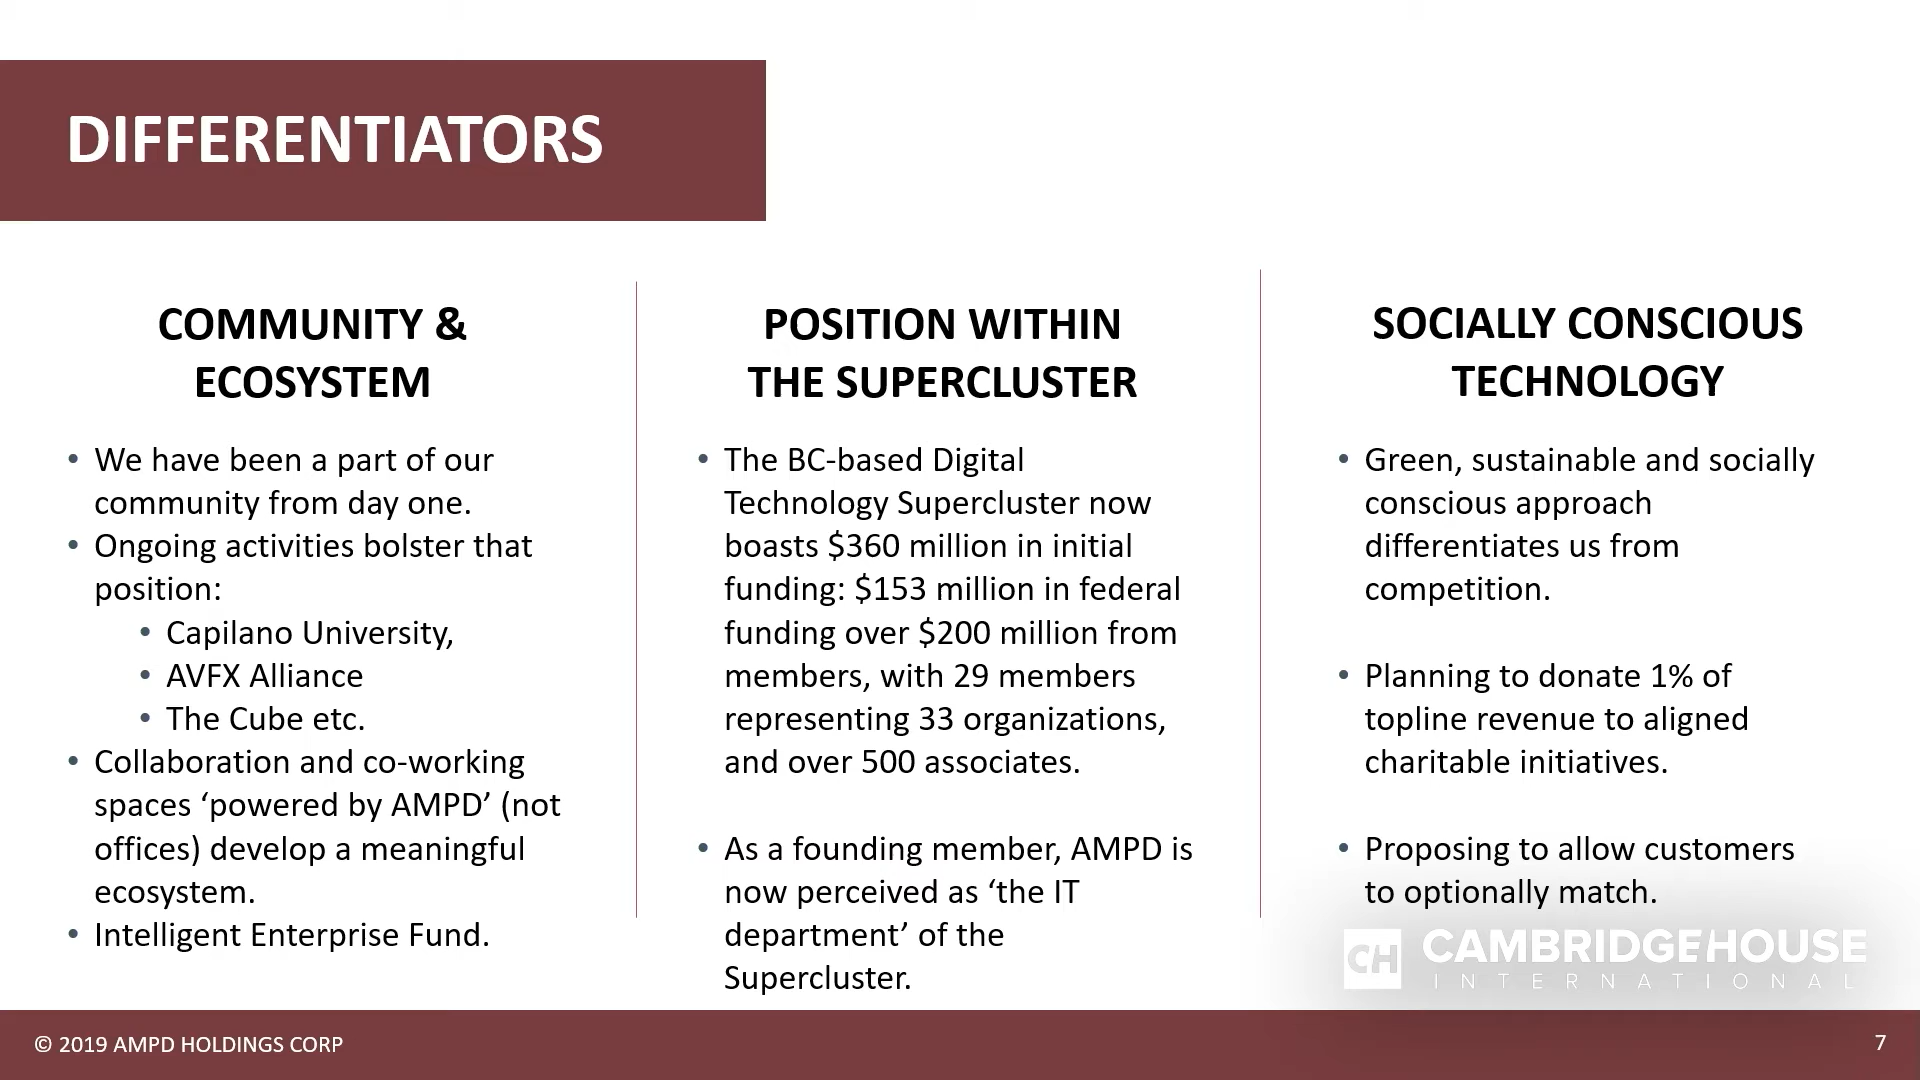 DIFFERENTIATORS
COMMUNITY &
ECOSYSTEM
• We have been a part of our
community from day one.
• Ongoing activities bolster that
position:
• Capilano University,
• AVFX Alliance
• The Cube etc.
• Collaboration and co-working
spaces ‘powered by AMPD’ (not
offices) develop a meaningful
ecosystem.
• Intelligent Enterprise Fund.
POSITION WITHIN
THE SUPERCLUSTER
• The BC-based Digital
Technology Supercluster now
boasts $360 million in initial
funding: $153 million in federal
funding over $200 million from
members, with 29 members
representing 33 organizations,
and over 500 associates.
• As a founding member, AMPD is
now perceived as ‘the IT
department’ of the
Supercluster.
SOCIALLY CONSCIOUS
TECHNOLOGY
• Green, sustainable and socially
conscious approach
differentiates us from
competition.
• Planning to donate 1% of
topline revenue to aligned
charitable initiatives.
• Proposing to allow customers
to optionally match.
CH CAMBRIDGEHOUSE
INTERNATIONAL
© 2019 AMPD HOLDINGS CORP
7